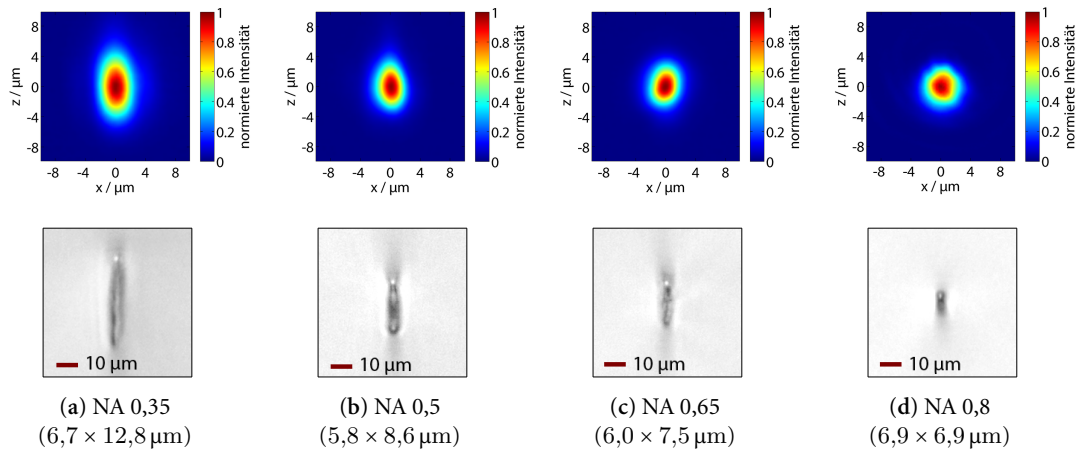 8
4
0
-4
-8
z / µm
-8 -4 0 4 8
x / µm
1
0.8
0.6
0.4
0.2
0
normierte Intensität
8
4
0
-4
-8
z / µm
-8 -4 0 4 8
x / µm
1
0.8
0.6
0.4
0.2
0
normierte Intensität
8
4
0
-4
-8
z / µm
-8 -4 0 4 8
x / µm
1
0.8
0.6
0.4
0.2
0
normierte Intensität
8
4
0
-4
-8
z / µm
-8 -4 0 4 8
x / µm
1
0.8
0.6
0.4
0.2
0
normierte Intensität
10 µm
10 µm
10 µm
10 µm
(a) NA 0,35
(6,7 × 12,8 µm)
(b) NA 0,5
(5,8 × 8,6 µm)
(c) NA 0,65
(6,0 × 7,5 µm)
(d) NA 0,8
(6,9 × 6,9 µm)